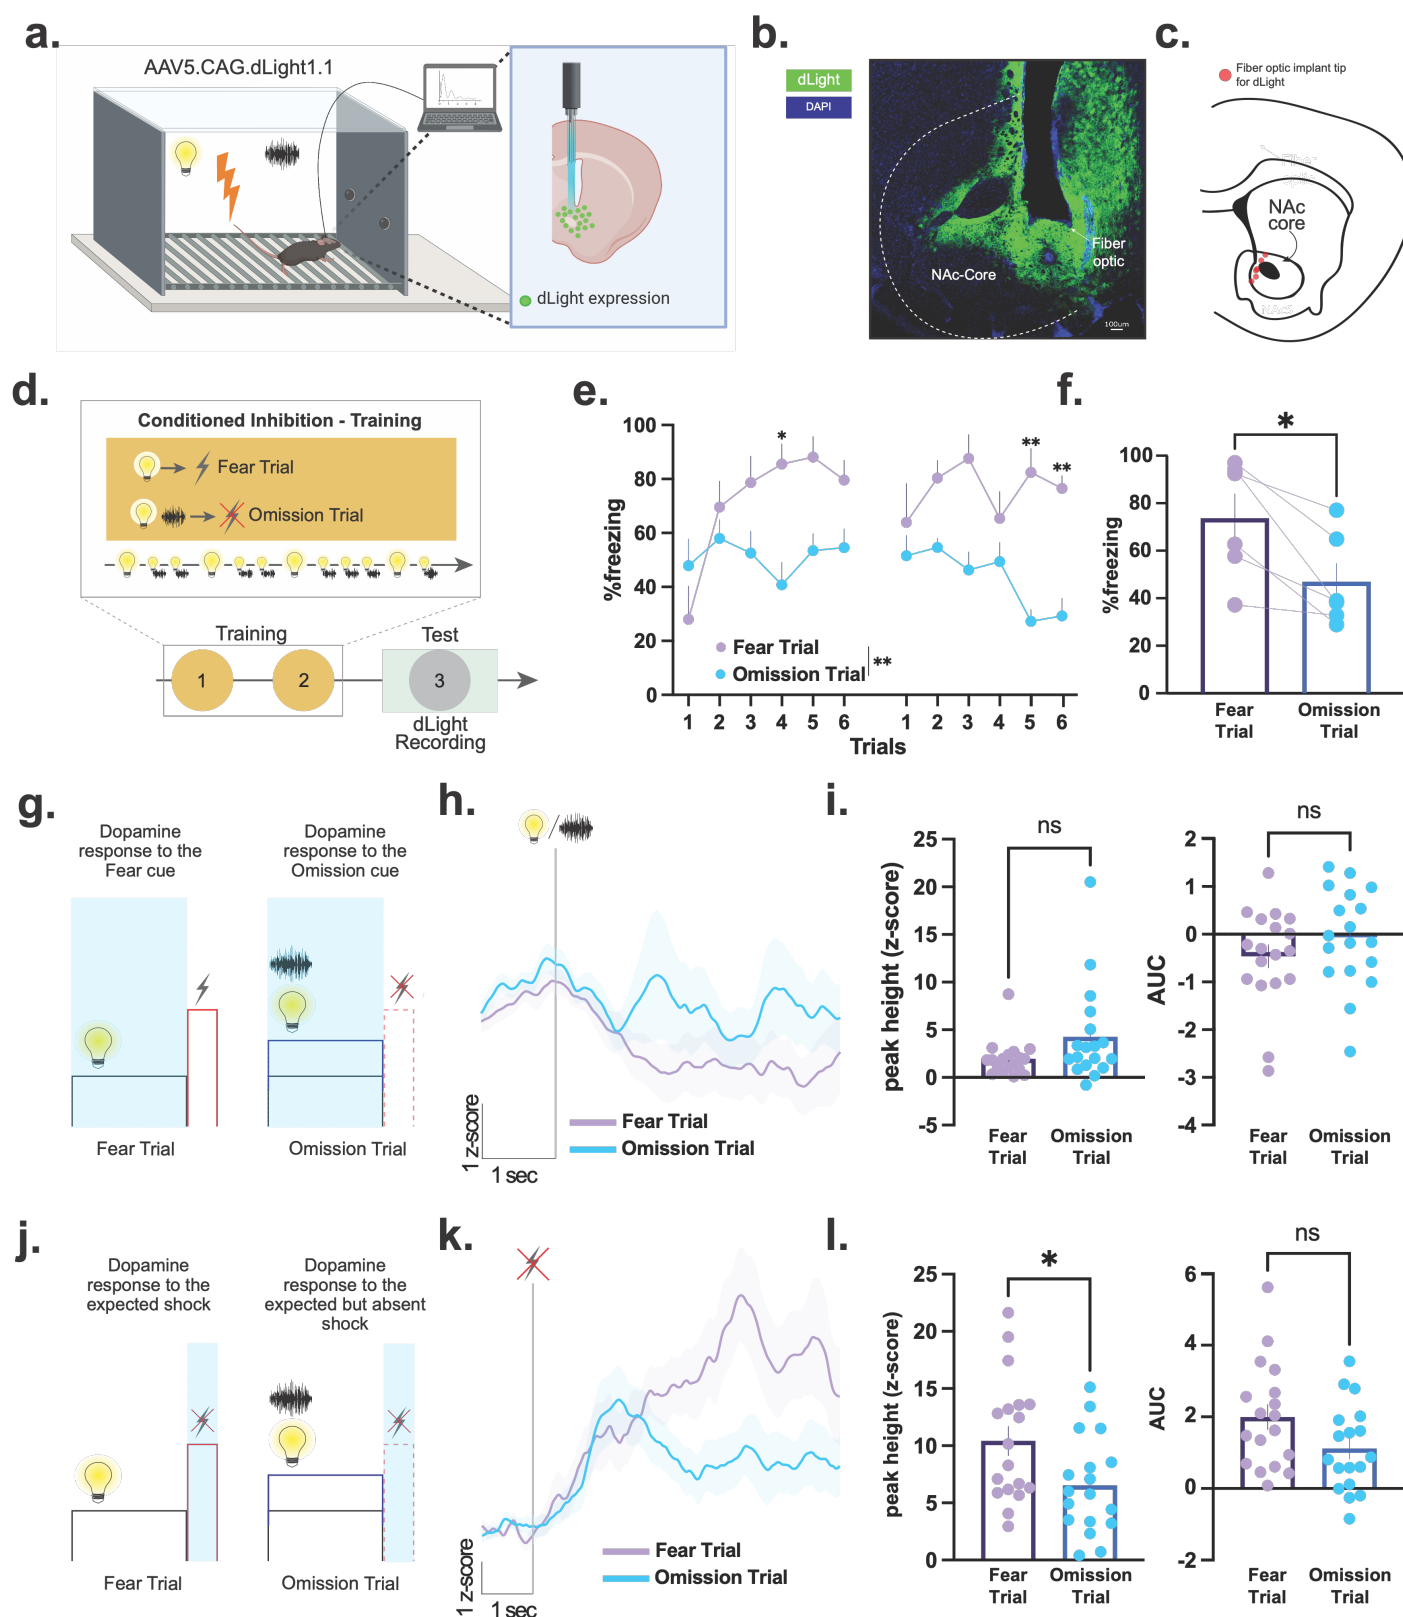 a.
AAV5.CAG.dLight1.1
dLight expression
b.
dLight
DAPI
NAc-Core
Fiber
optic
100um
c.
Fiber optic implant tip
for dLight
Fiber
optic
NAc
core
NAcS
d.
Conditioned Inhibition - Training
Fear Trial
Omission Trial
Training
Test
1
2
3
dLight
Recording
e.
%freezing
100
80
60
40
20
0
*
**
**
Fear Trial
Omission Trial
**
1 2 3 4 5 6 1 2 3 4 5 6
Trials
f.
%freezing
100
80
60
40
20
0
*
Fear
Trial
Omission
Trial
g.
Dopamine
response to the
Fear cue
Dopamine
response to the
Omission cue
Fear Trial
Omission Trial
h.
/
Fear Trial
Omission Trial
1 z-score
1 sec
i.
peak height (z-score)
25
20
15
10
5
0
-5
ns
Fear
Trial
Omission
Trial
AUC
2
1
0
-1
-2
-3
-4
ns
Fear
Trial
Omission
Trial
j.
Dopamine
response to the
expected shock
Dopamine
response to the
expected but absent
shock
Fear Trial
Omission Trial
k.
Fear Trial
Omission Trial
1 z-score
1 sec
l.
peak height (z-score)
25
20
15
10
5
0
*
Fear
Trial
Omission
Trial
AUC
6
4
2
0
-2
ns
Fear
Trial
Omission
Trial